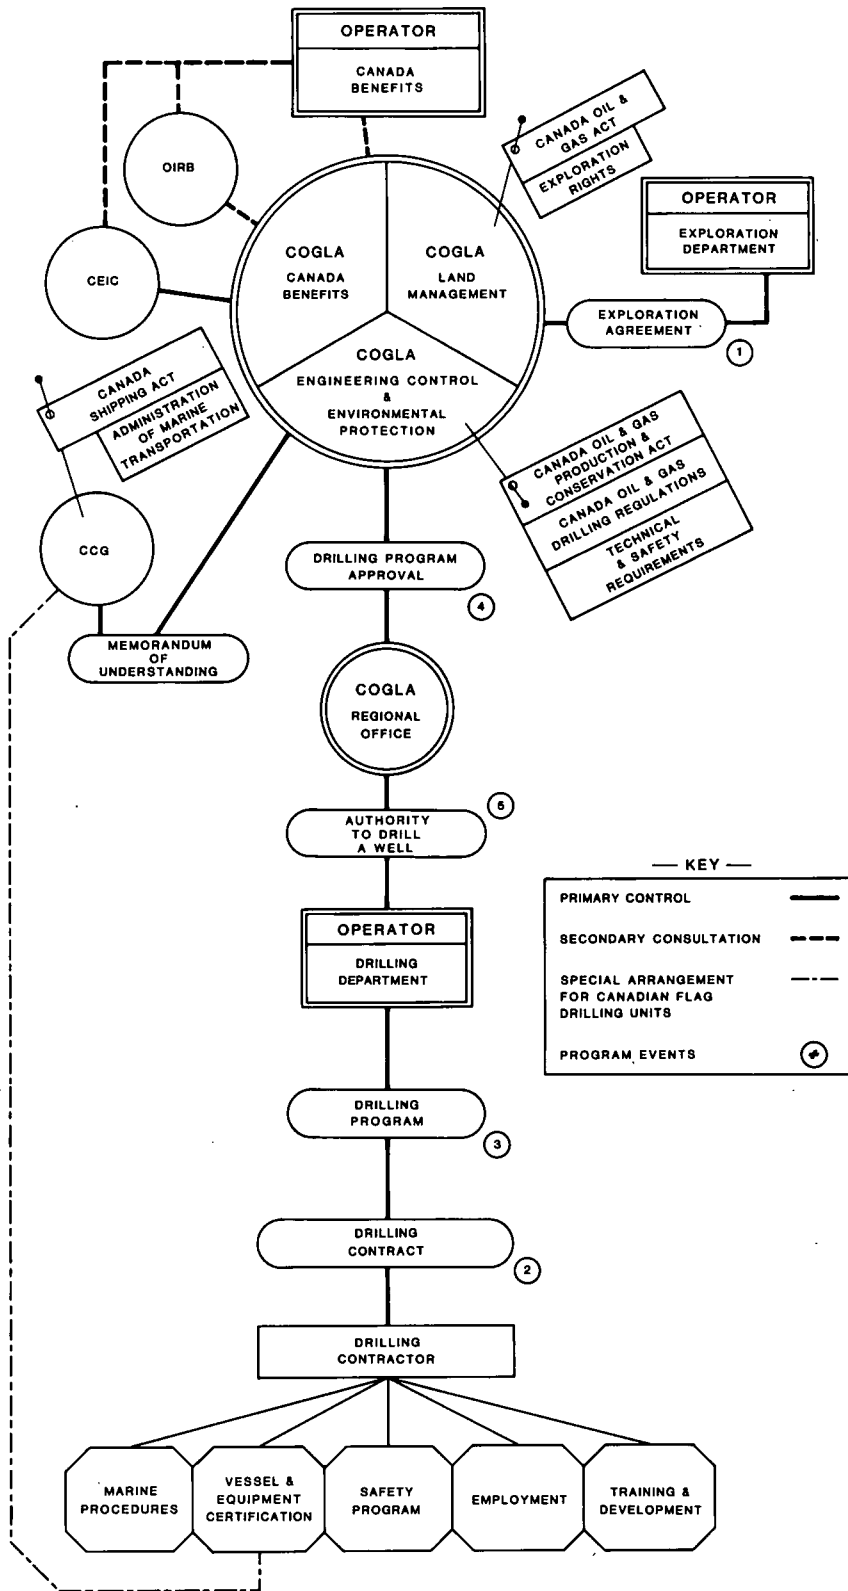 OPERATOR
CANADA
BENEFITS
OIRB
CEIC
COGLA
CANADA
BENEFITS
COGLA
LAND
MANAGEMENT
COGLA
ENGINEERING CONTROL
&
ENVIRONMENTAL
PROTECTION
CANADA OIL &
GAS ACT
EXPLORATION
RIGHTS
OPERATOR
EXPLORATION
DEPARTMENT
EXPLORATION
AGREEMENT
1
CANADA
SHIPPING ACT
ADMINISTRATION
OF MARINE
TRANSPORTATION
CCG
MEMORANDUM
OF
UNDERSTANDING
CANADA OIL & GAS
PRODUCTION &
CONSERVATION ACT
CANADA OIL & GAS
DRILLING REGULATIONS
TECHNICAL
& SAFETY
REQUIREMENTS
DRILLING PROGRAM
APPROVAL
4
COGLA
REGIONAL
OFFICE
5
AUTHORITY
TO DRILL
A WELL
OPERATOR
DRILLING
DEPARTMENT
KEY
PRIMARY CONTROL
SECONDARY CONSULTATION
SPECIAL ARRANGEMENT
FOR CANADIAN FLAG
DRILLING UNITS
PROGRAM EVENTS #
DRILLING
PROGRAM
3
DRILLING
CONTRACT
2
DRILLING
CONTRACTOR
MARINE
PROCEDURES
VESSEL &
EQUIPMENT
CERTIFICATION
SAFETY
PROGRAM
EMPLOYMENT
TRAINING &
DEVELOPMENT